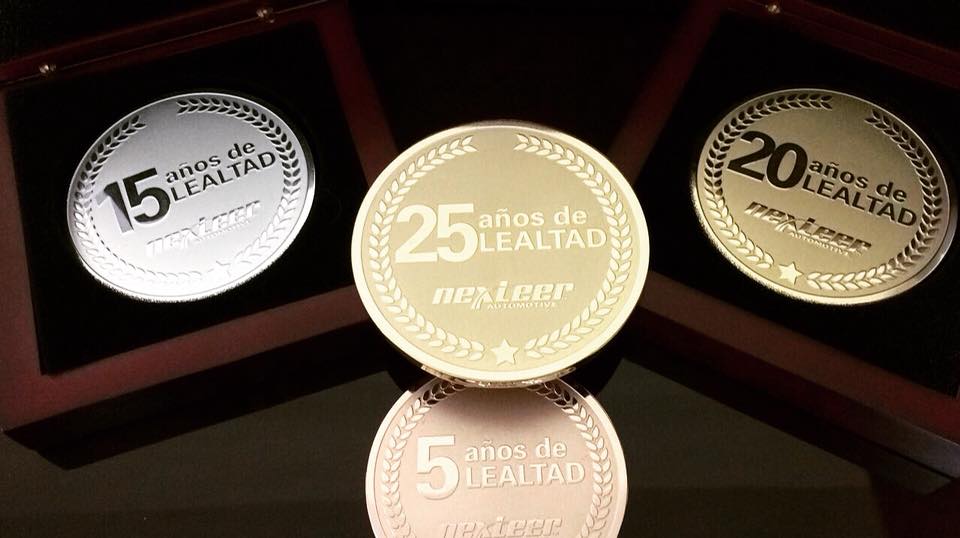 15 años de
LEALTAD
nexteer
AUTOMOTIVE
25 años de
LEALTAD
nexteer
AUTOMOTIVE
20 años de
LEALTAD
nexteer
AUTOMOTIVE
5 años de
LEALTAD
nexteer